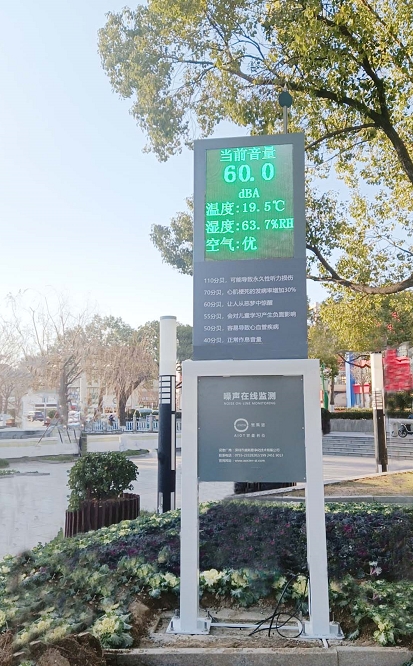 当前音量
60.0
dBA
温度:19.5℃
湿度:63.7%RH
空气:优
110分贝, 可能导致永久性听力损伤
70分贝, 心肌梗死的发病率增加30%
60分贝, 让人从恶梦中惊醒
55分贝, 会对儿童学习产生负面影响
50分贝, 容易导致心血管疾病
40分贝, 正常作息音量
噪声在线监测
NOISE ON-LINE MONITORING